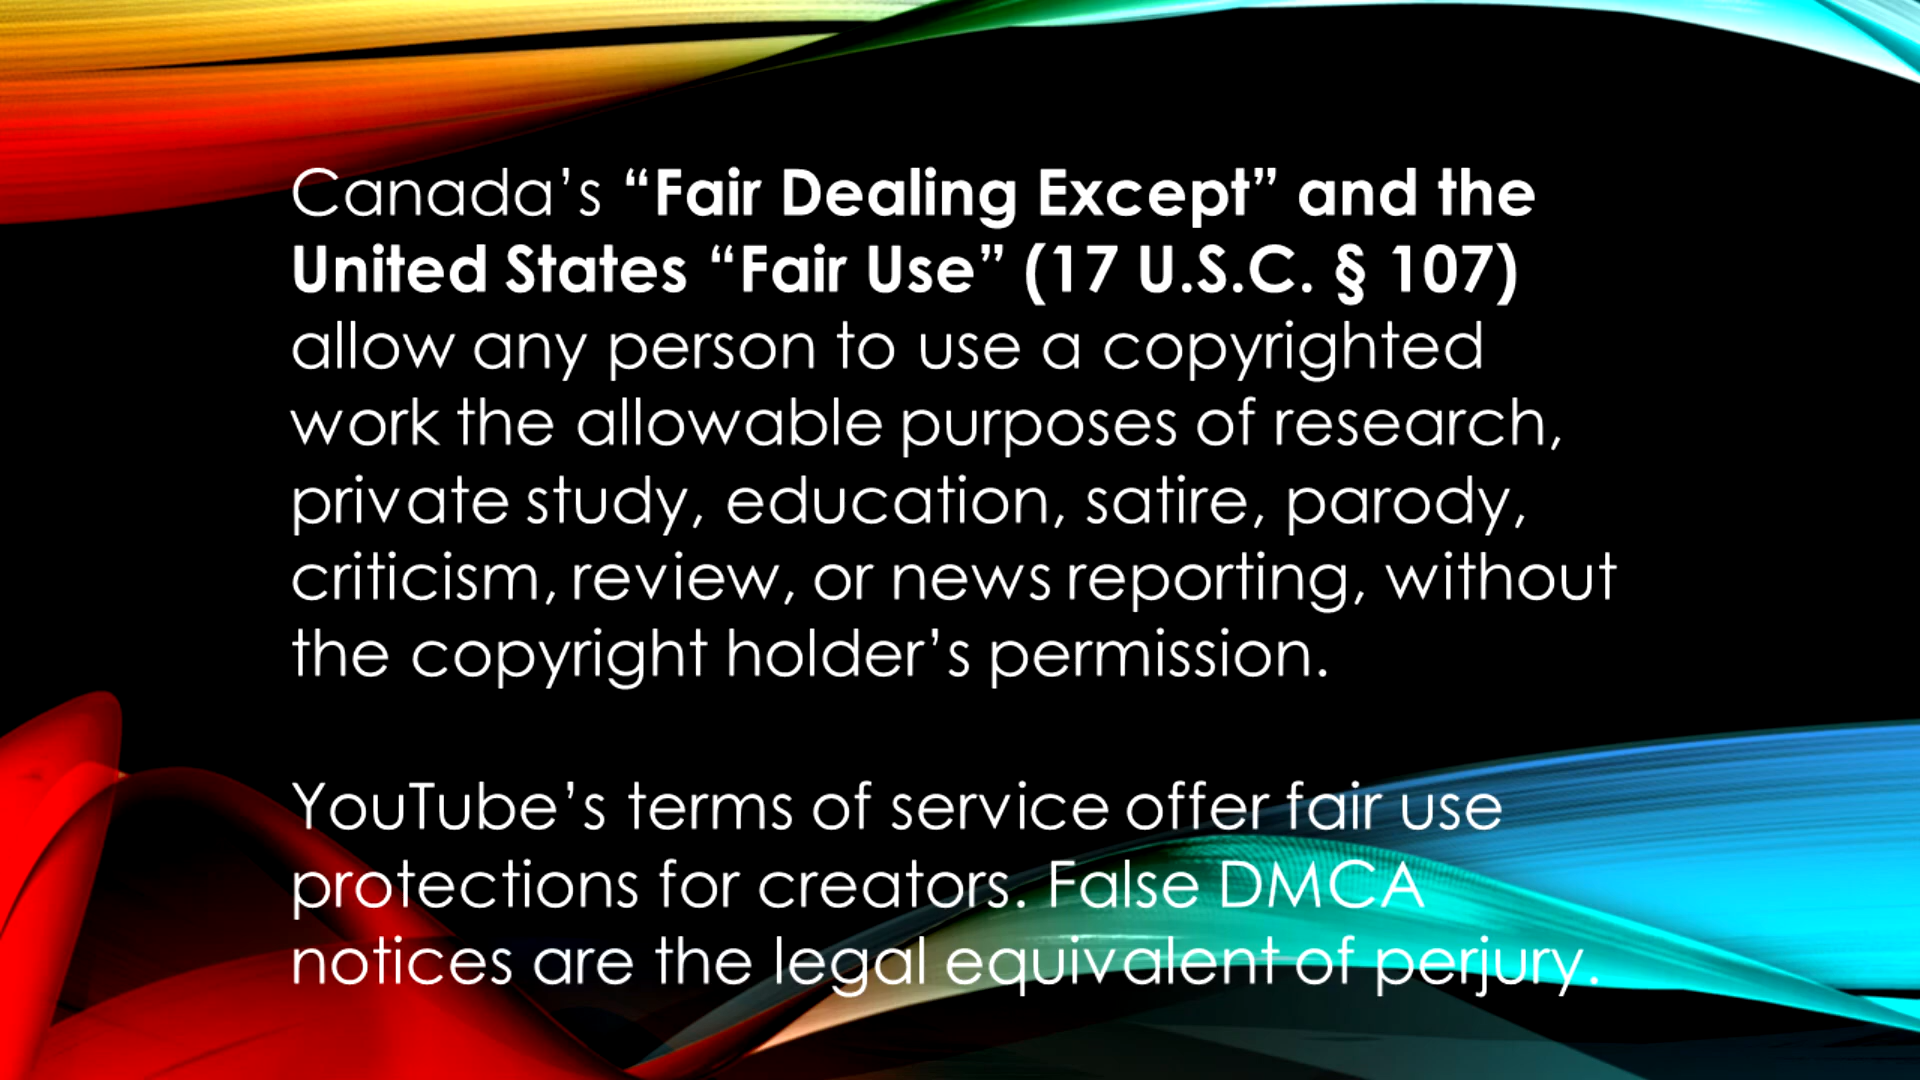 Canada’s “Fair Dealing Except” and the
United States “Fair Use” (17 U.S.C. § 107)
allow any person to use a copyrighted
work the allowable purposes of research,
private study, education, satire, parody,
criticism, review, or news reporting, without
the copyright holder’s permission.
YouTube’s terms of service offer fair use
protections for creators. False DMCA
notices are the legal equivalent of perjury.